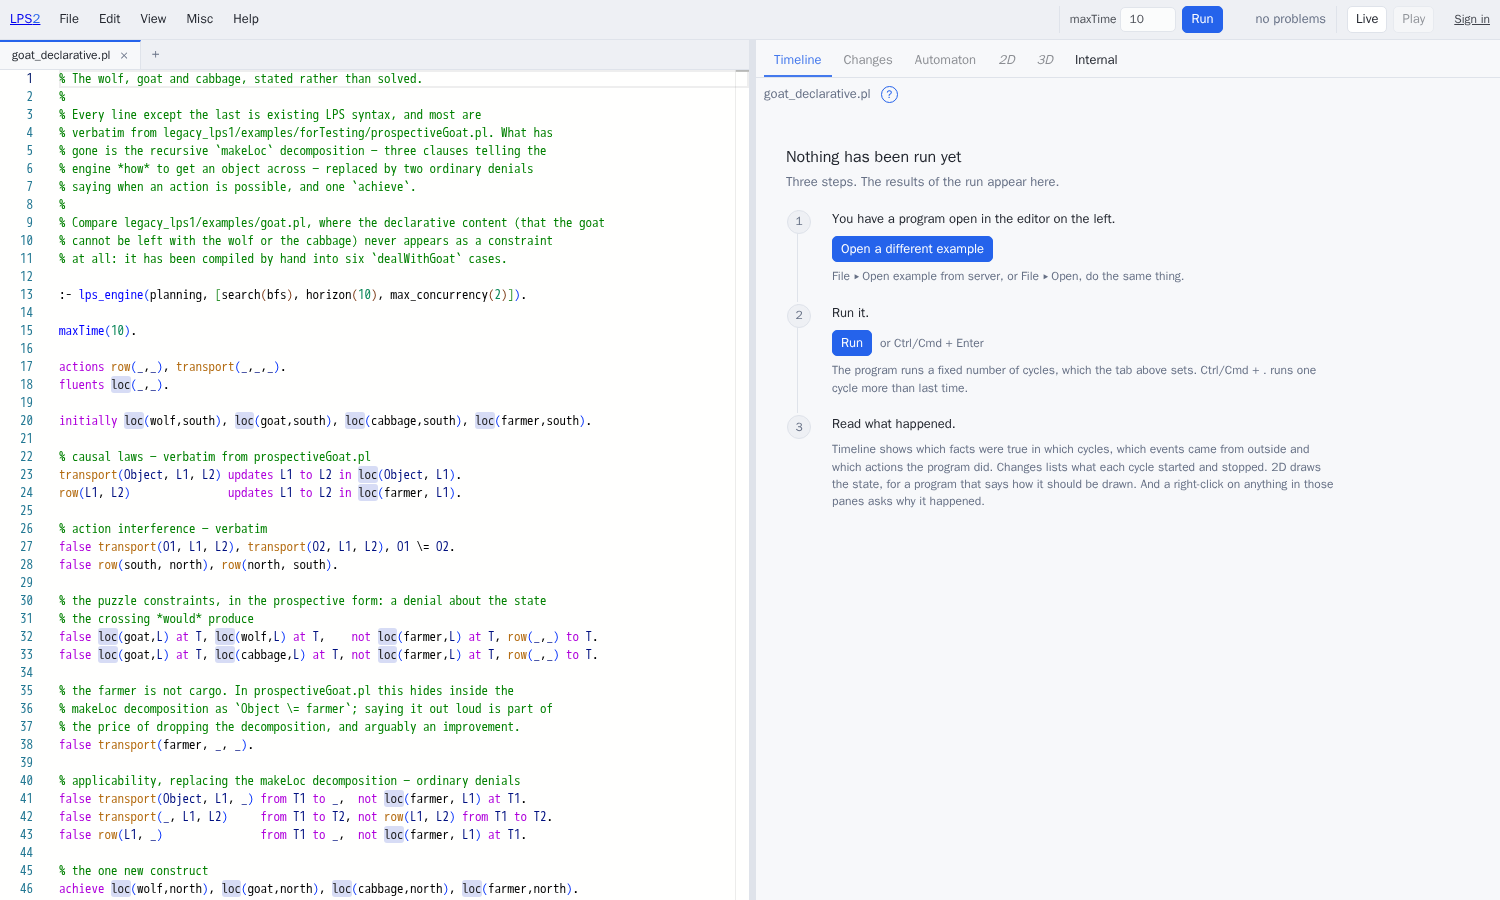 LPS2 File Edit View Misc Help maxTime 10 Run no problems Live Play Sign in
goat_declarative.pl × +
1 % The wolf, goat and cabbage, stated rather than solved.
2 %
3 % Every line except the last is existing LPS syntax, and most are
4 % verbatim from legacy_lps1/examples/forTesting/prospectiveGoat.pl. What has
5 % gone is the recursive `makeLoc` decomposition — three clauses telling the
6 % engine *how* to get an object across — replaced by two ordinary denials
7 % saying when an action is possible, and one `achieve`.
8 %
9 % Compare legacy_lps1/examples/goat.pl, where the declarative content (that the goat
10 % cannot be left with the wolf or the cabbage) never appears as a constraint
11 % at all: it has been compiled by hand into six `dealWithGoat` cases.
12
13 :- lps_engine(planning, [search(bfs), horizon(10), max_concurrency(2)]).
14
15 maxTime(10).
16
17 actions row(_,_), transport(_,_,_).
18 fluents loc(_,_).
19
20 initially loc(wolf,south), loc(goat,south), loc(cabbage,south), loc(farmer,south).
21
22 % causal laws — verbatim from prospectiveGoat.pl
23 transport(Object, L1, L2) updates L1 to L2 in loc(Object, L1).
24 row(L1, L2)               updates L1 to L2 in loc(farmer, L1).
25
26 % action interference — verbatim
27 false transport(O1, L1, L2), transport(O2, L1, L2), O1 \= O2.
28 false row(south, north), row(north, south).
29
30 % the puzzle constraints, in the prospective form: a denial about the state
31 % the crossing *would* produce
32 false loc(goat,L) at T, loc(wolf,L) at T,    not loc(farmer,L) at T, row(_,_) to T.
33 false loc(goat,L) at T, loc(cabbage,L) at T, not loc(farmer,L) at T, row(_,_) to T.
34
35 % the farmer is not cargo. In prospectiveGoat.pl this hides inside the
36 % makeLoc decomposition as `Object \= farmer`; saying it out loud is part of
37 % the price of dropping the decomposition, and arguably an improvement.
38 false transport(farmer, _, _).
39
40 % applicability, replacing the makeLoc decomposition — ordinary denials
41 false transport(Object, L1, _) from T1 to _,  not loc(farmer, L1) at T1.
42 false transport(_, L1, L2)     from T1 to T2, not row(L1, L2) from T1 to T2.
43 false row(L1, _)               from T1 to _,  not loc(farmer, L1) at T1.
44
45 % the one new construct
46 achieve loc(wolf,north), loc(goat,north), loc(cabbage,north), loc(farmer,north).
Timeline Changes Automaton 2D 3D Internal
goat_declarative.pl ?
Nothing has been run yet
Three steps. The results of the run appear here.
1 You have a program open in the editor on the left.
Open a different example
File ▸ Open example from server, or File ▸ Open, do the same thing.
2 Run it.
Run or Ctrl/Cmd + Enter
The program runs a fixed number of cycles, which the tab above sets. Ctrl/Cmd + . runs one
cycle more than last time.
3 Read what happened.
Timeline shows which facts were true in which cycles, which events came from outside and
which actions the program did. Changes lists what each cycle started and stopped. 2D draws
the state, for a program that says how it should be drawn. And a right-click on anything in those
panes asks why it happened.